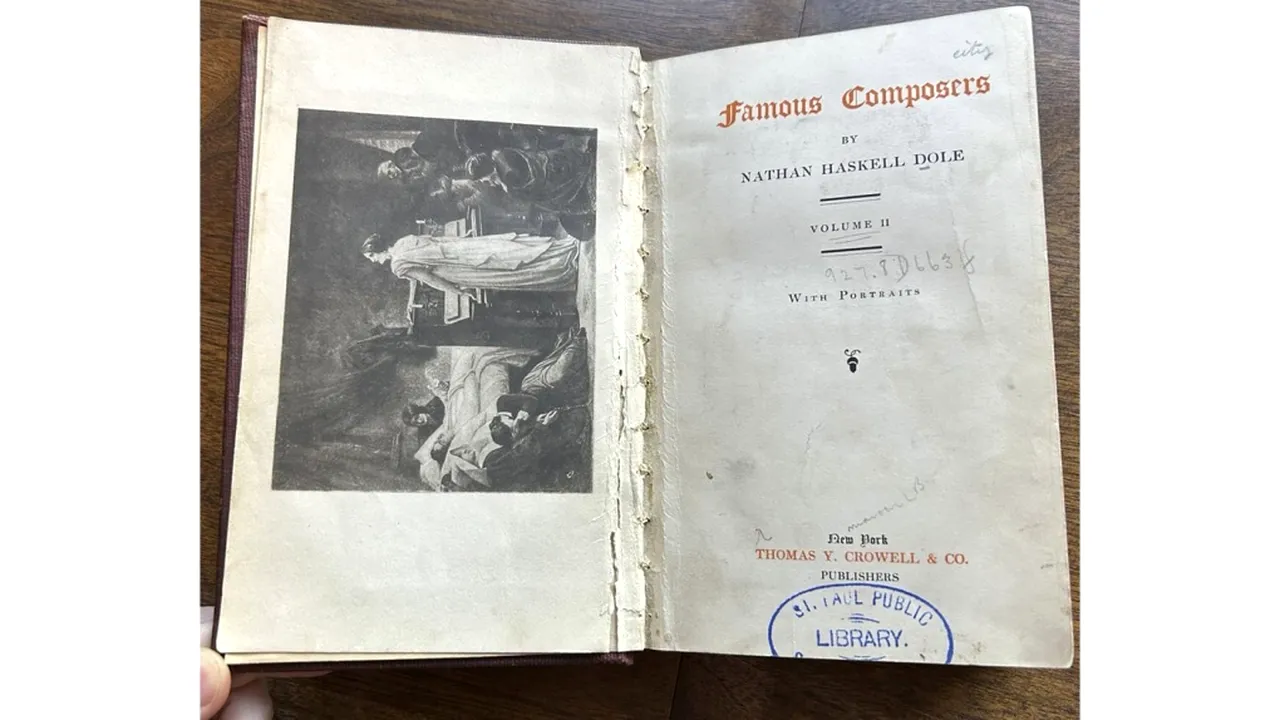 city
Famous Composers
BY
NATHAN HASKELL DOLE
VOLUME II
927.8 D663f
WITH PORTRAITS
New York
THOMAS Y. CROWELL & CO.
PUBLISHERS
ST. PAUL PUBLIC
LIBRARY.